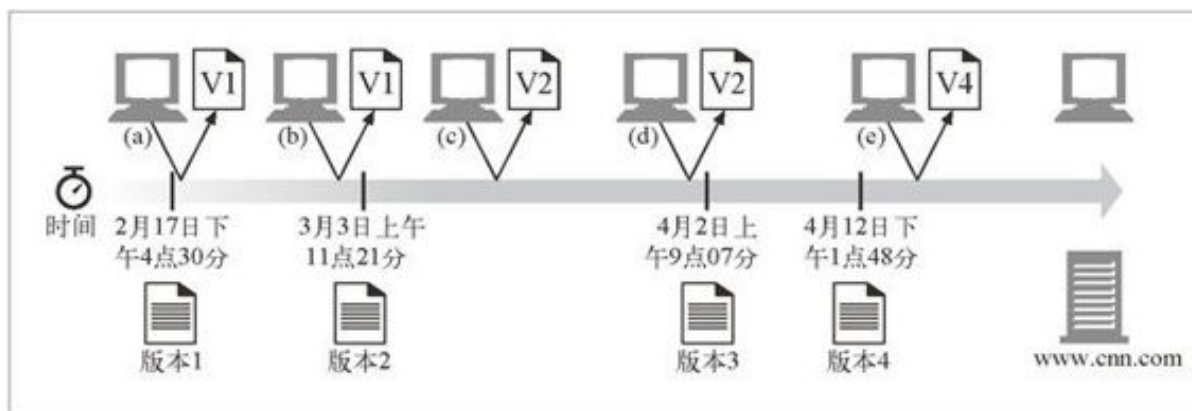 V1 V1 V2 V2 V4
(a) (b) (c) (d) (e)
时间
2月17日下
午4点30分
3月3日上午
11点21分
4月2日上
午9点07分
4月12日下
午1点48分
版本1 版本2 版本3 版本4
www.cnn.com